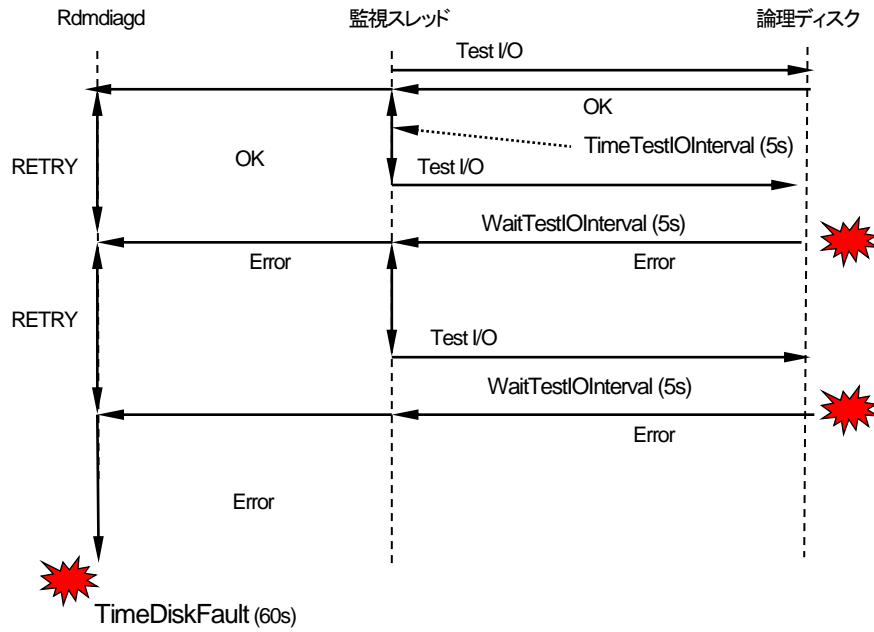 Rdmdiagd
監視スレッド
論理ディスク
Test I/O
OK
TimeTestIOInterval (5s)
OK
RETRY
Test I/O
WaitTestIOInterval (5s)
Error
Error
RETRY
Test I/O
WaitTestIOInterval (5s)
Error
Error
TimeDiskFault (60s)